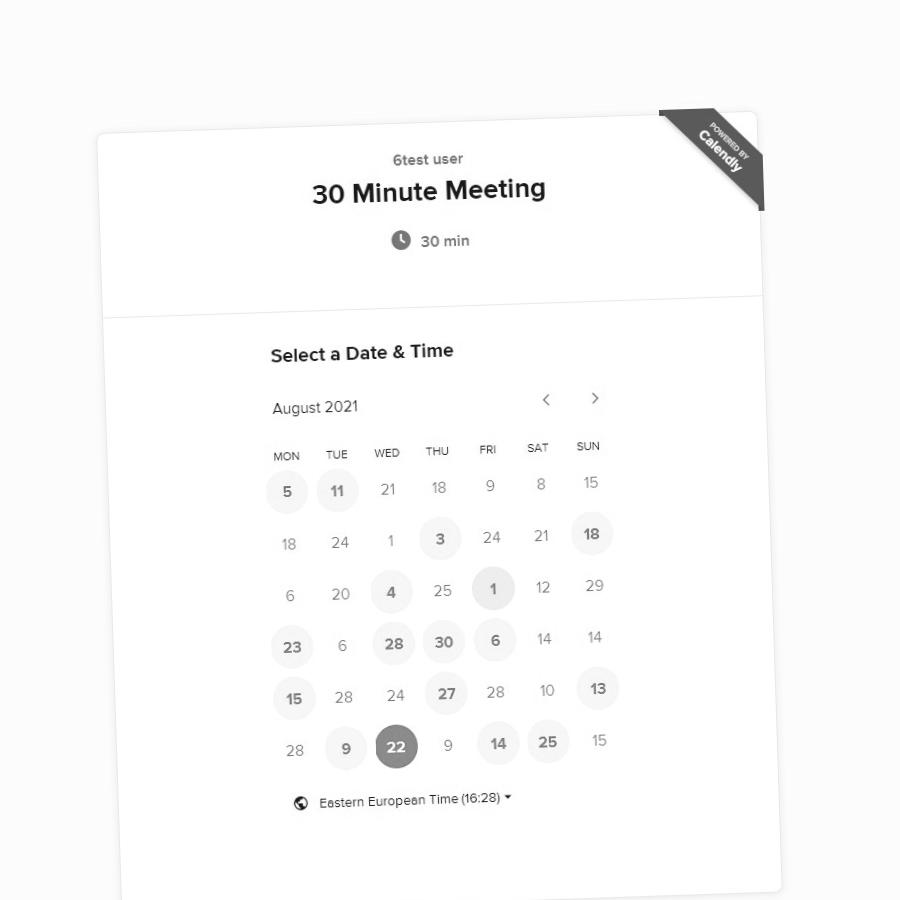 POWERED BY
Calendly
6test user
30 Minute Meeting
30 min
Select a Date & Time
August 2021
MON TUE WED THU FRI SAT SUN
5 11 21 18 9 8 15
18 24 1 3 24 21 18
6 20 4 25 1 12 29
23 6 28 30 6 14 14
15 28 24 27 28 10 13
28 9 22 9 14 25 15
Eastern European Time (16:28)